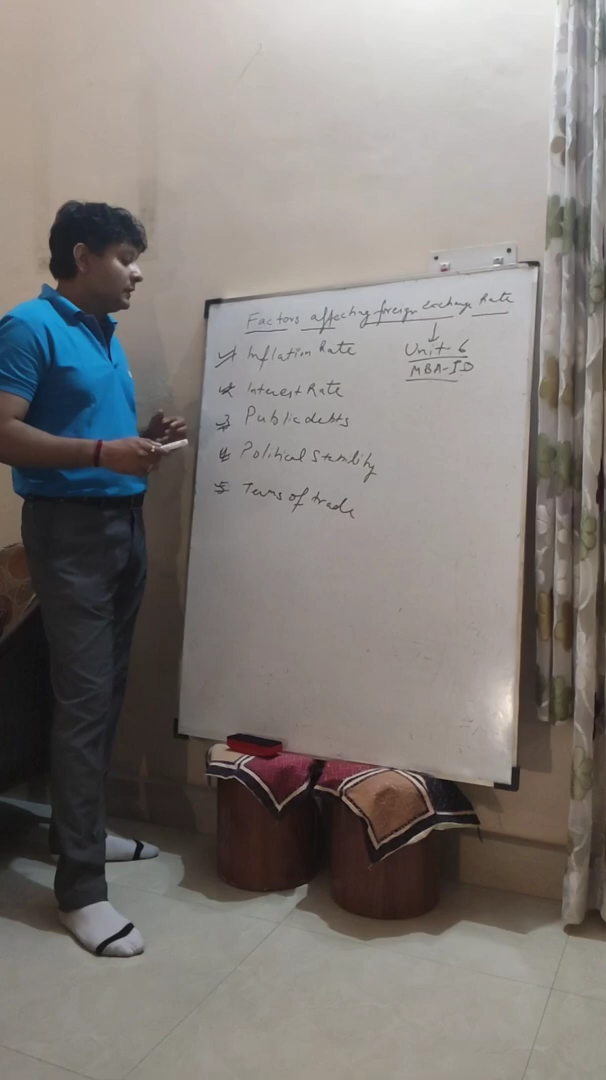 Factors affecting foreign Exchange Rate
Unit-6
MBA-IB
1 Inflation Rate
2 Interest Rate
3 Public debts
4 Political Stability
5 Terms of trade